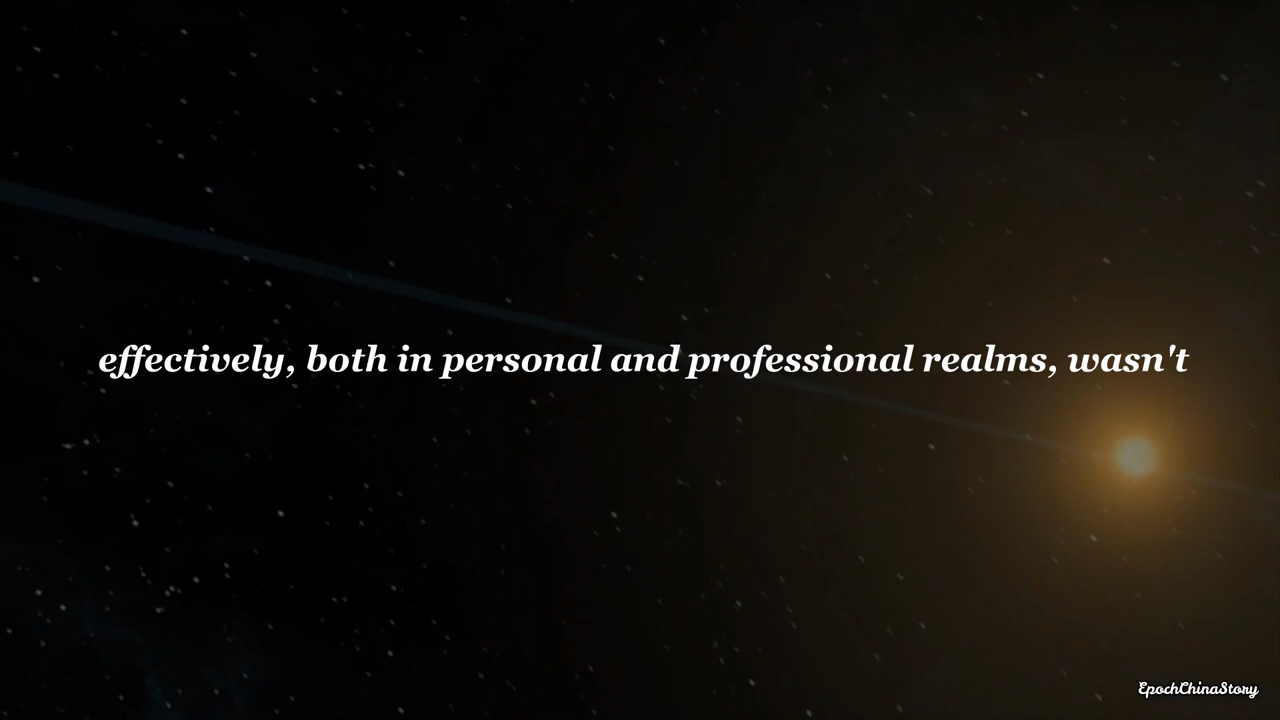 effectively, both in personal and professional realms, wasn't
EpochChinaStory